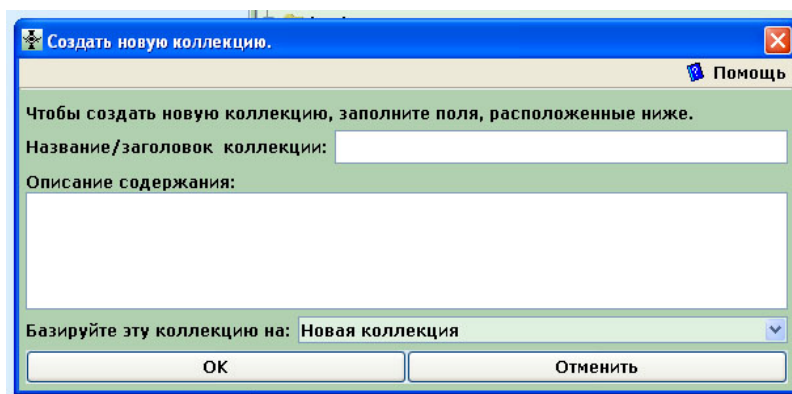 Создать новую коллекцию.
Помощь
Чтобы создать новую коллекцию, заполните поля, расположенные ниже.
Название/заголовок коллекции:
Описание содержания:
Базируйте эту коллекцию на: Новая коллекция
OK Отменить